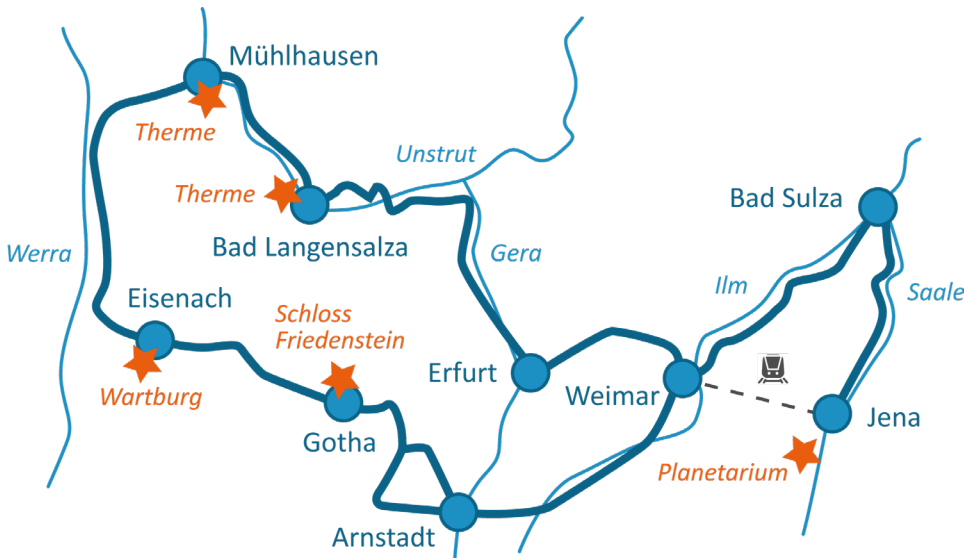 Mühlhausen
Therme
Unstrut
Therme
Bad Sulza
Bad Langensalza
Werra
Gera
Ilm
Saale
Eisenach
Schloss
Friedenstein
Erfurt
Weimar
Wartburg
Jena
Gotha
Planetarium
Arnstadt